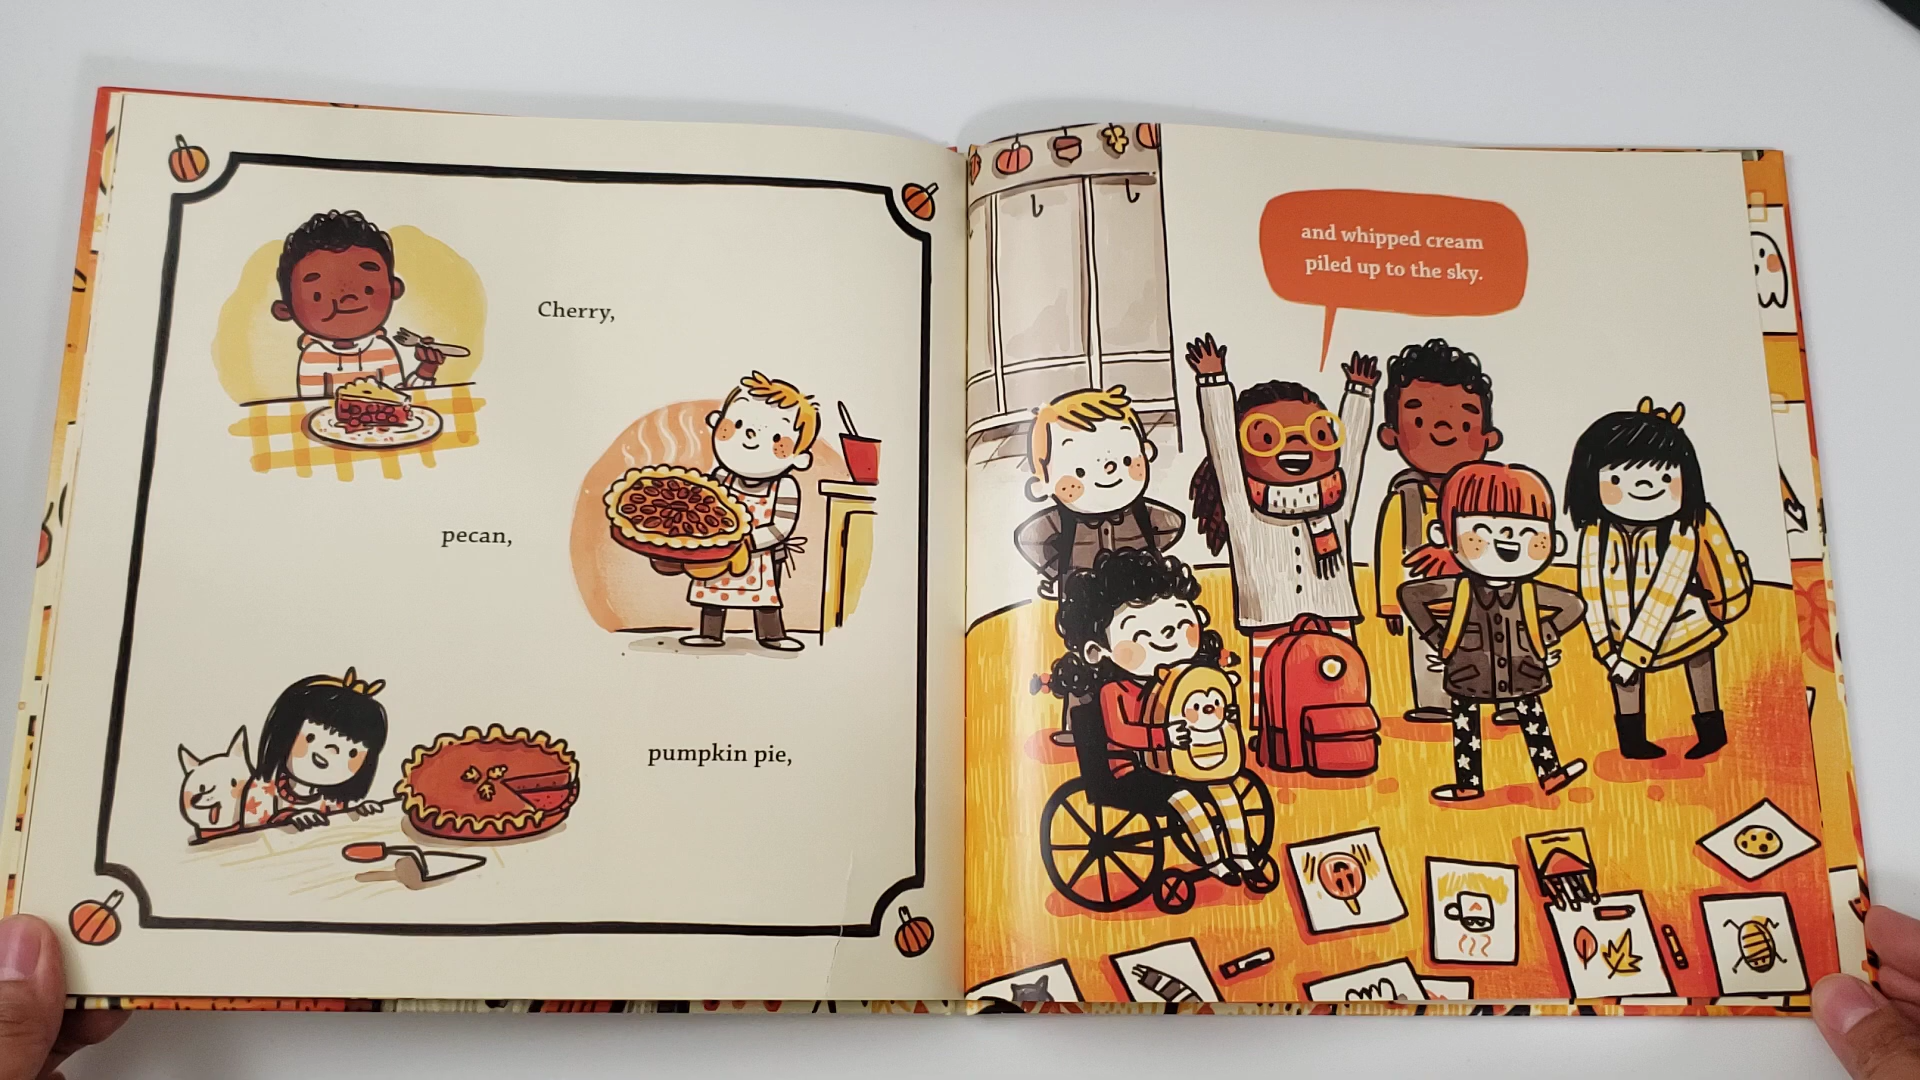 Cherry,
pecan,
pumpkin pie,
and whipped cream
piled up to the sky.